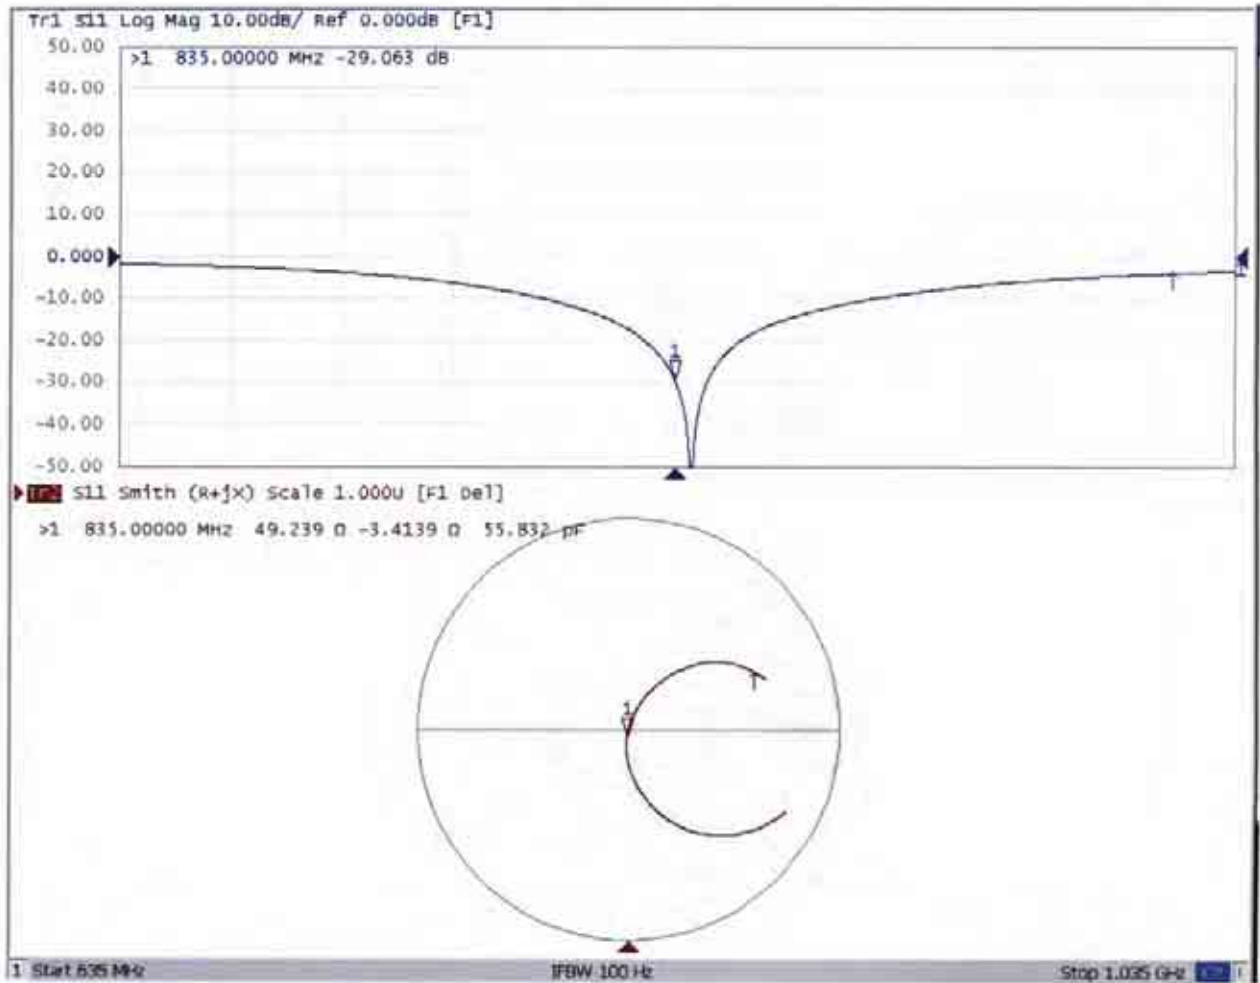 Tr1 S11 Log Mag 10.00dB/ Ref 0.000dB [F1]
50.00
>1 835.00000 MHz -29.063 dB
40.00
30.00
20.00
10.00
0.000
-10.00
-20.00
1
-30.00
-40.00
-50.00
Tr2 S11 Smith (R+jX) Scale 1.000U [F1 Del]
>1 835.00000 MHz 49.239 Ω -3.4139 Ω 55.832 pF
1
1 Start 635 MHz IFBW 100 Hz Stop 1.035 GHz